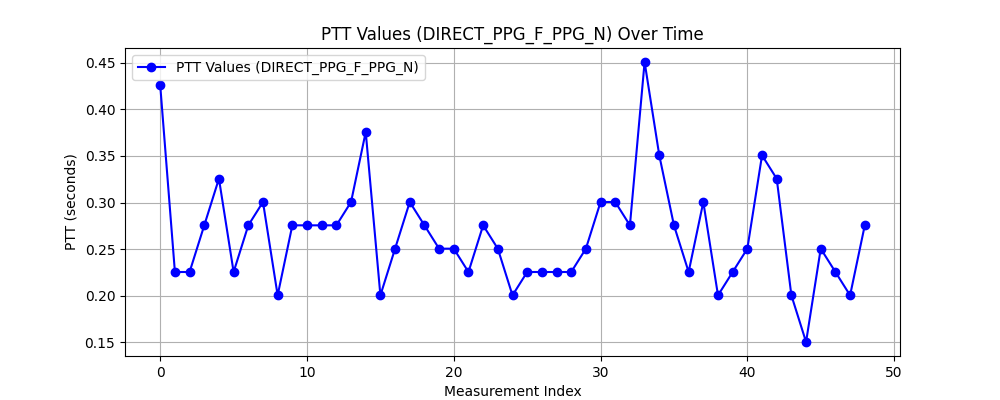 PTT Values (DIRECT_PPG_F_PPG_N) Over Time
PTT Values (DIRECT_PPG_F_PPG_N)
PTT (seconds)
0.45
0.40
0.35
0.30
0.25
0.20
0.15
0 10 20 30 40 50
Measurement Index